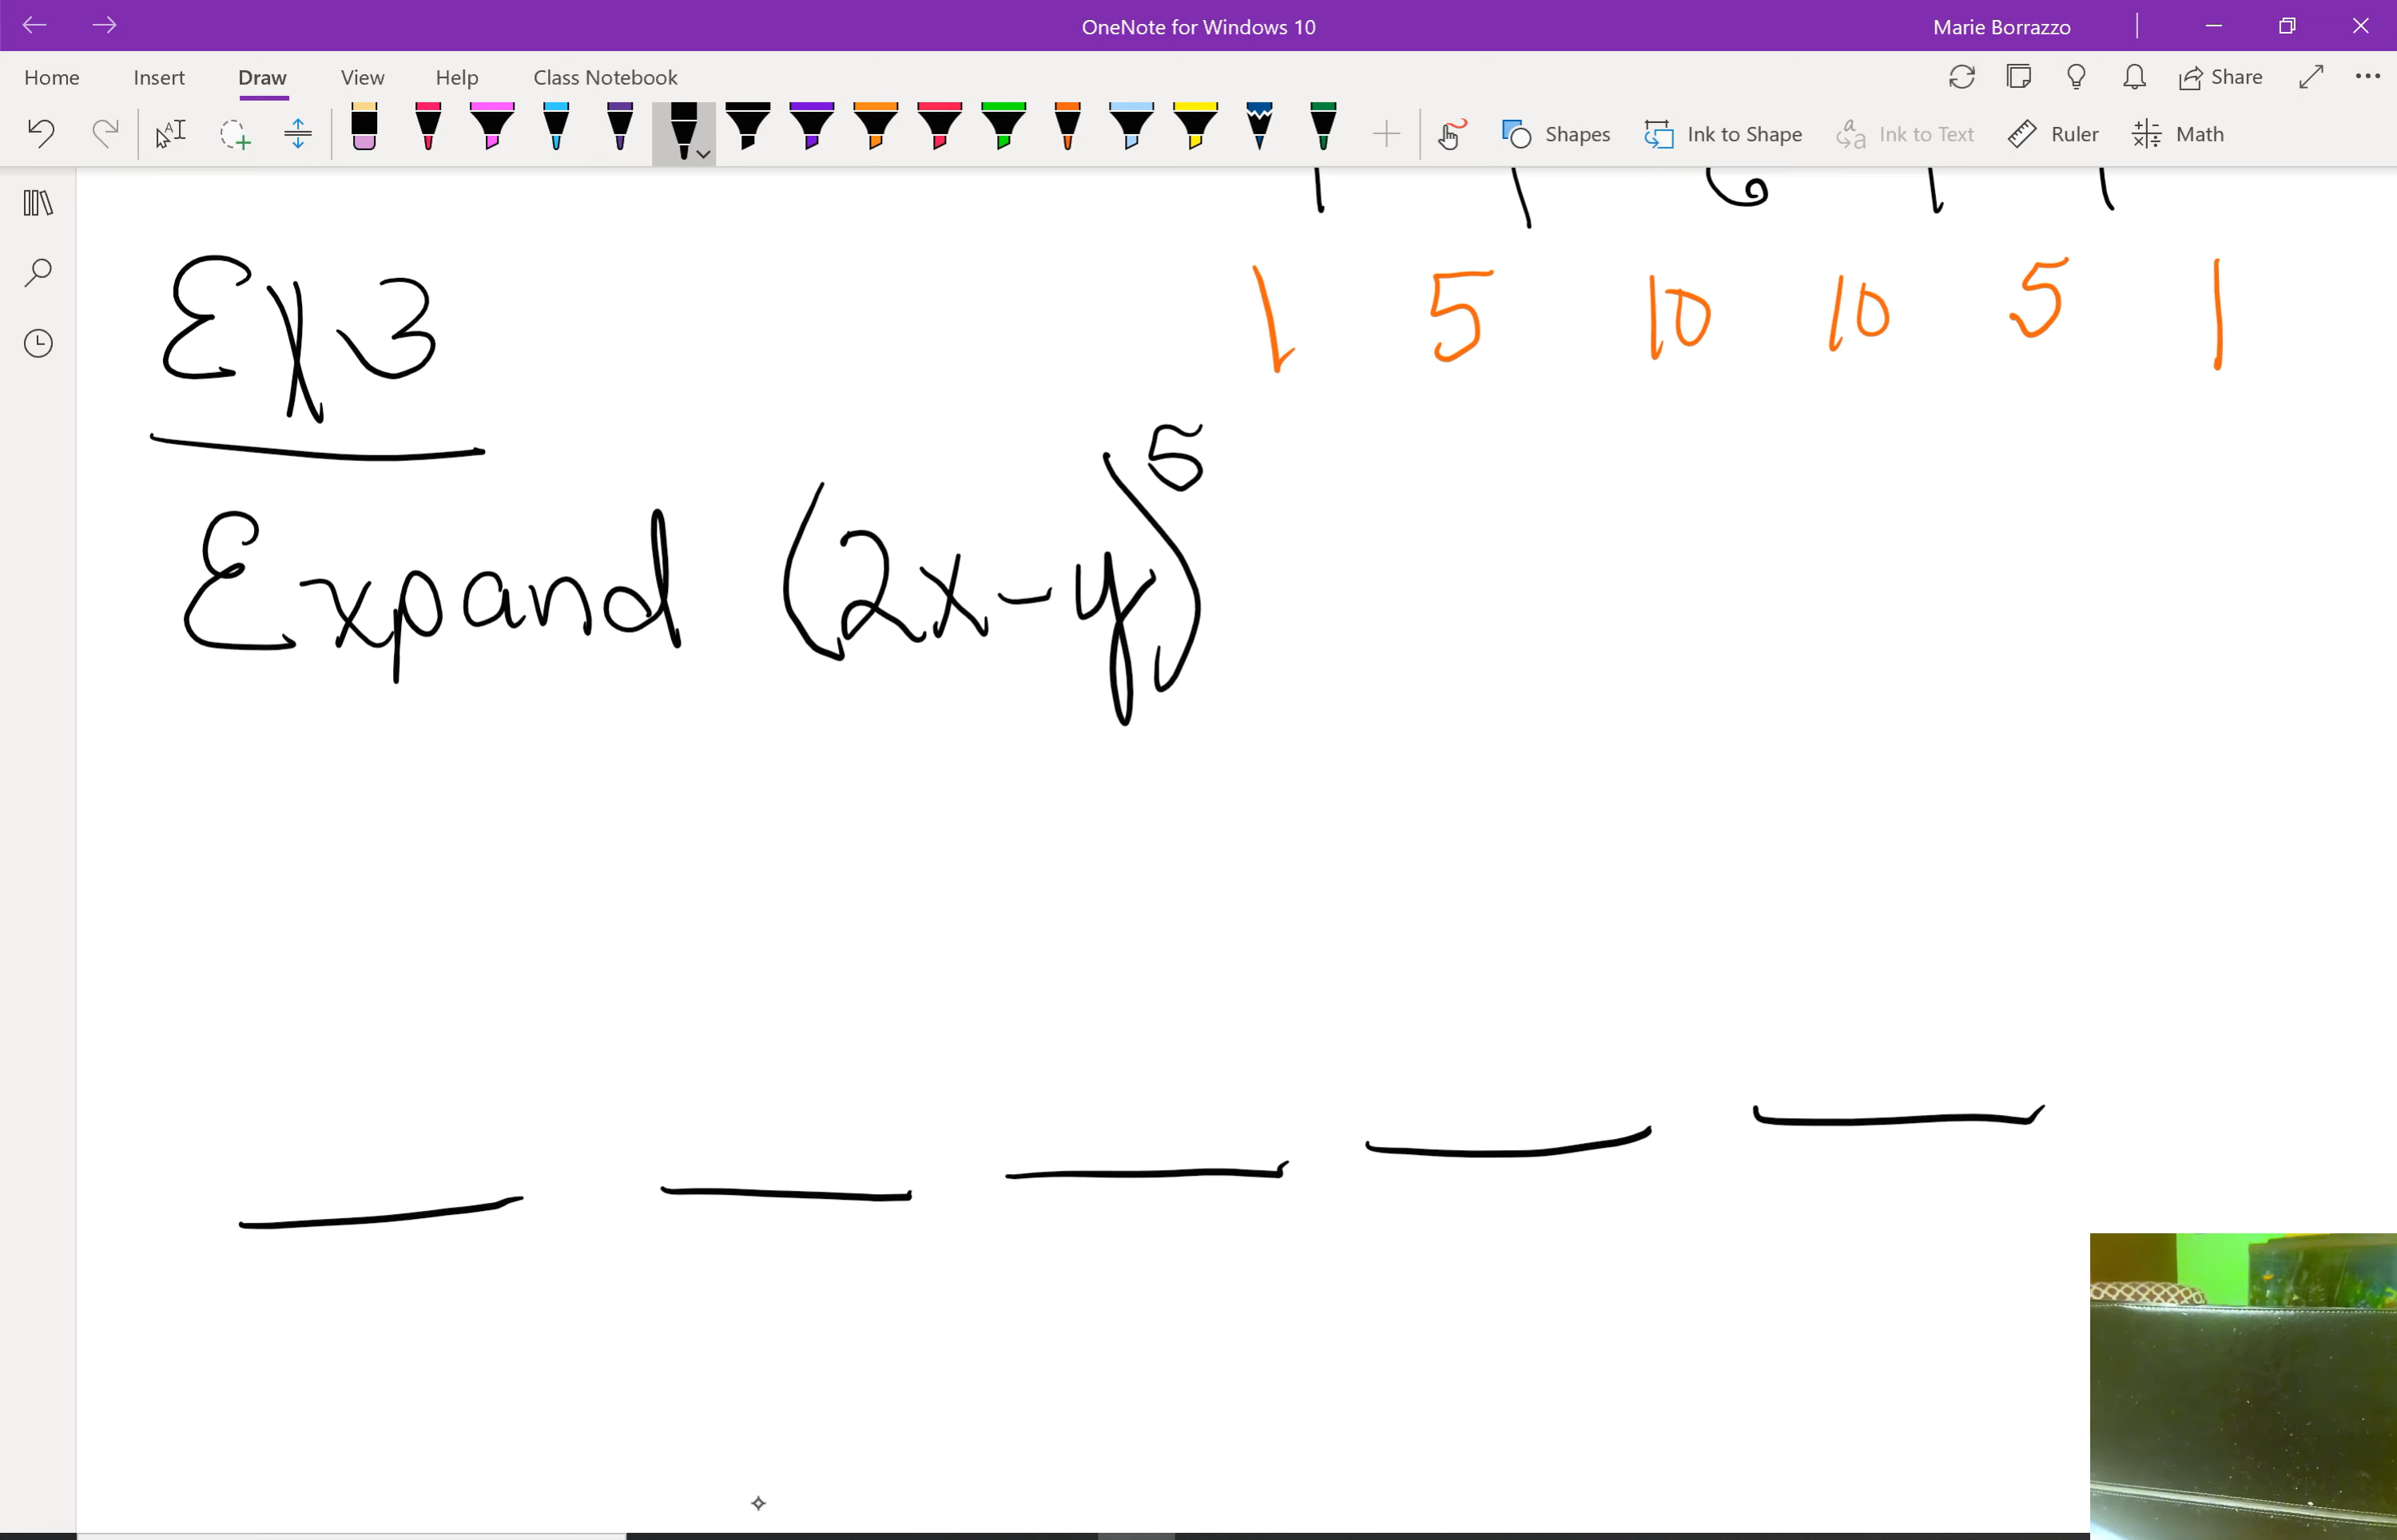 OneNote for Windows 10 Marie Borrazzo
Home Insert Draw View Help Class Notebook Share
Shapes Ink to Shape Ink to Text Ruler Math
1 5 10 10 5 1
Ex 3
Expand (2x-y)⁵